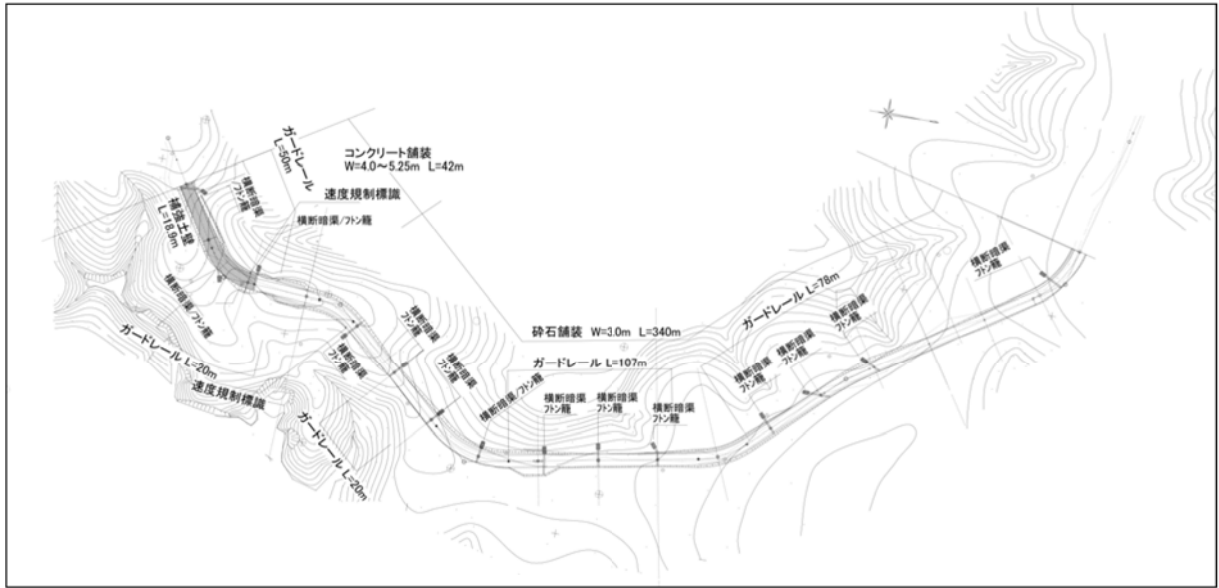 ガードレール
L=50m
コンクリート舗装
W=4.0～5.25m L=42m
速度規制標識
横断暗渠/フトン籠
横断暗渠
/フトン籠
補強土壁
L=18.9m
横断暗渠/フトン籠
ガードレール L=20m
速度規制標識
ガードレール L=20m
横断暗渠
フトン籠
横断暗渠
フトン籠
横断暗渠
フトン籠
横断暗渠/フトン籠
砕石舗装 W=3.0m L=340m
ガードレール L=107m
横断暗渠
フトン籠
横断暗渠
フトン籠
横断暗渠
フトン籠
ガードレール L=78m
横断暗渠
フトン籠
横断暗渠
フトン籠
横断暗渠
フトン籠
横断暗渠
フトン籠